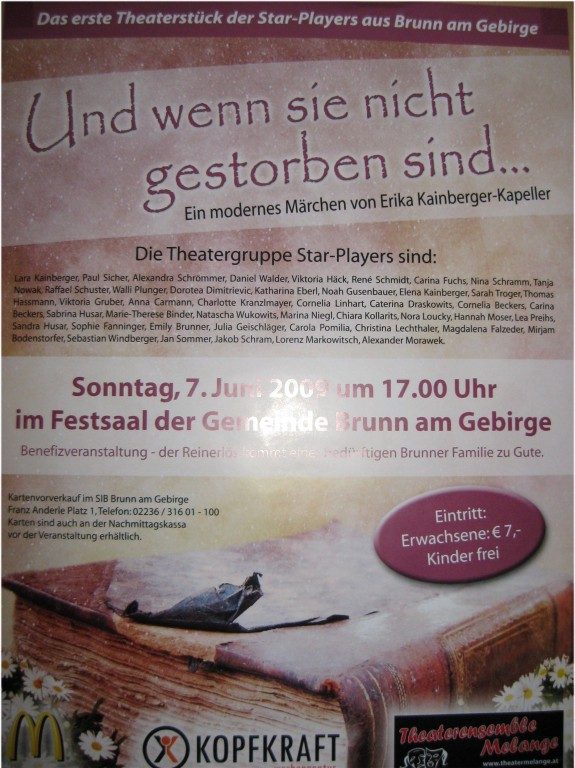 Das erste Theaterstück der Star-Players aus Brunn am Gebirge
Und wenn sie nicht
gestorben sind...
Ein modernes Märchen von Erika Kainberger-Kapeller
Die Theatergruppe Star-Players sind:
Lara Kainberger, Paul Sicher, Alexandra Schrömmer, Daniel Walder, Viktoria Häck, René Schmidt, Carina Fuchs, Nina Schramm, Tanja
Nowak, Raffael Schuster, Walli Plunger, Dorotea Dimitrievic, Katharina Eberl, Noah Gusenbauer, Elena Kainberger, Sarah Troger, Thomas
Hassmann, Viktoria Gruber, Anna Carmann, Charlotte Kranzlmayer, Cornelia Linhart, Caterina Draskowits, Cornelia Beckers, Carina
Beckers, Sabrina Husar, Marie-Therese Binder, Natascha Wukowits, Marina Niegl, Chiara Kollarits, Nora Loucky, Hannah Moser, Lea Preihs,
Sandra Husar, Sophie Fanninger, Emily Brunner, Julia Geischläger, Carola Pomilia, Christina Lechthaler, Magdalena Falzeder, Mirjam
Bodenstorfer, Sebastian Windberger, Jan Sommer, Jakob Schram, Lorenz Markowitsch, Alexander Morawek.
Sonntag, 7. Juni 2009 um 17.00 Uhr
im Festsaal der Gemeinde Brunn am Gebirge
Benefizveranstaltung - der Reinerlös kommt einer bedürftigen Brunner Familie zu Gute.
Kartenvorverkauf im SIB Brunn am Gebirge
Franz Anderle Platz 1, Telefon: 02236 / 316 01 - 100
Karten sind auch an der Nachmittagskassa
vor der Veranstaltung erhältlich.
Eintritt:
Erwachsene: € 7,-
Kinder frei
KOPFKRAFT
Theaterensemble
Melange
www.theatermelange.at